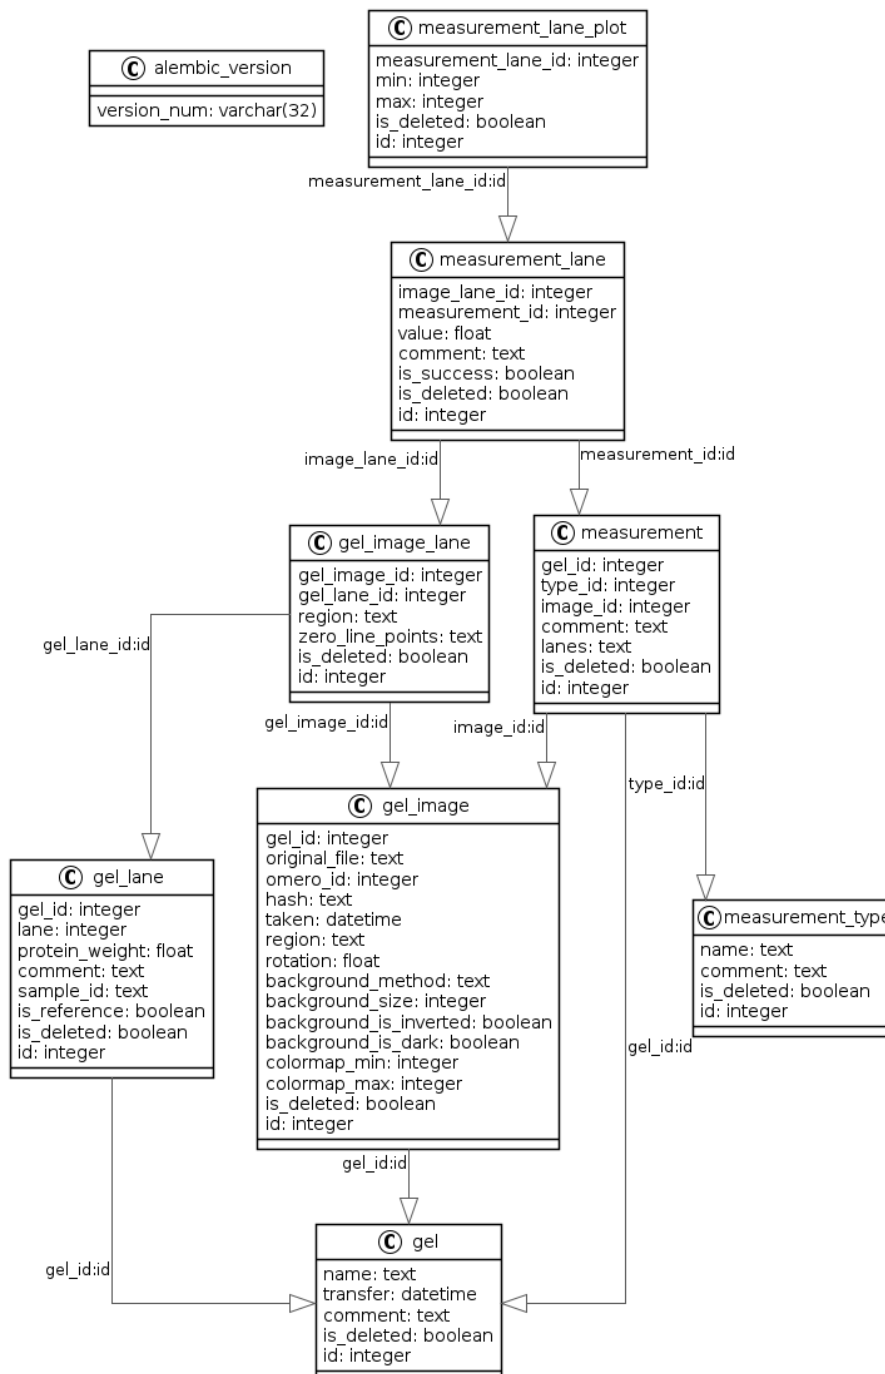 measurement_lane_plot
measurement_lane_id: integer
min: integer
max: integer
is_deleted: boolean
id: integer
alembic_version
version_num: varchar(32)
measurement_lane_id:id
measurement_lane
image_lane_id: integer
measurement_id: integer
value: float
comment: text
is_success: boolean
is_deleted: boolean
id: integer
image_lane_id:id
measurement_id:id
gel_image_lane
gel_image_id: integer
gel_lane_id: integer
region: text
zero_line_points: text
is_deleted: boolean
id: integer
measurement
gel_id: integer
type_id: integer
image_id: integer
comment: text
lanes: text
is_deleted: boolean
id: integer
gel_lane_id:id
gel_image_id:id
image_id:id
type_id:id
gel_image
gel_id: integer
original_file: text
omero_id: integer
hash: text
taken: datetime
region: text
rotation: float
background_method: text
background_size: integer
background_is_inverted: boolean
background_is_dark: boolean
colormap_min: integer
colormap_max: integer
is_deleted: boolean
id: integer
gel_lane
gel_id: integer
lane: integer
protein_weight: float
comment: text
sample_id: text
is_reference: boolean
is_deleted: boolean
id: integer
measurement_type
name: text
comment: text
is_deleted: boolean
id: integer
gel_id:id
gel_id:id
gel_id:id
gel
name: text
transfer: datetime
comment: text
is_deleted: boolean
id: integer